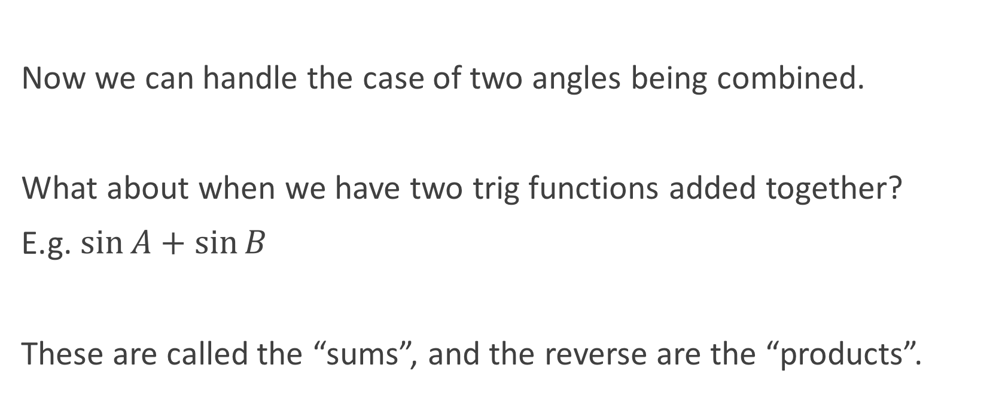 Now we can handle the case of two angles being combined.
What about when we have two trig functions added together?
E.g. sin A + sin B
These are called the “sums”, and the reverse are the “products”.